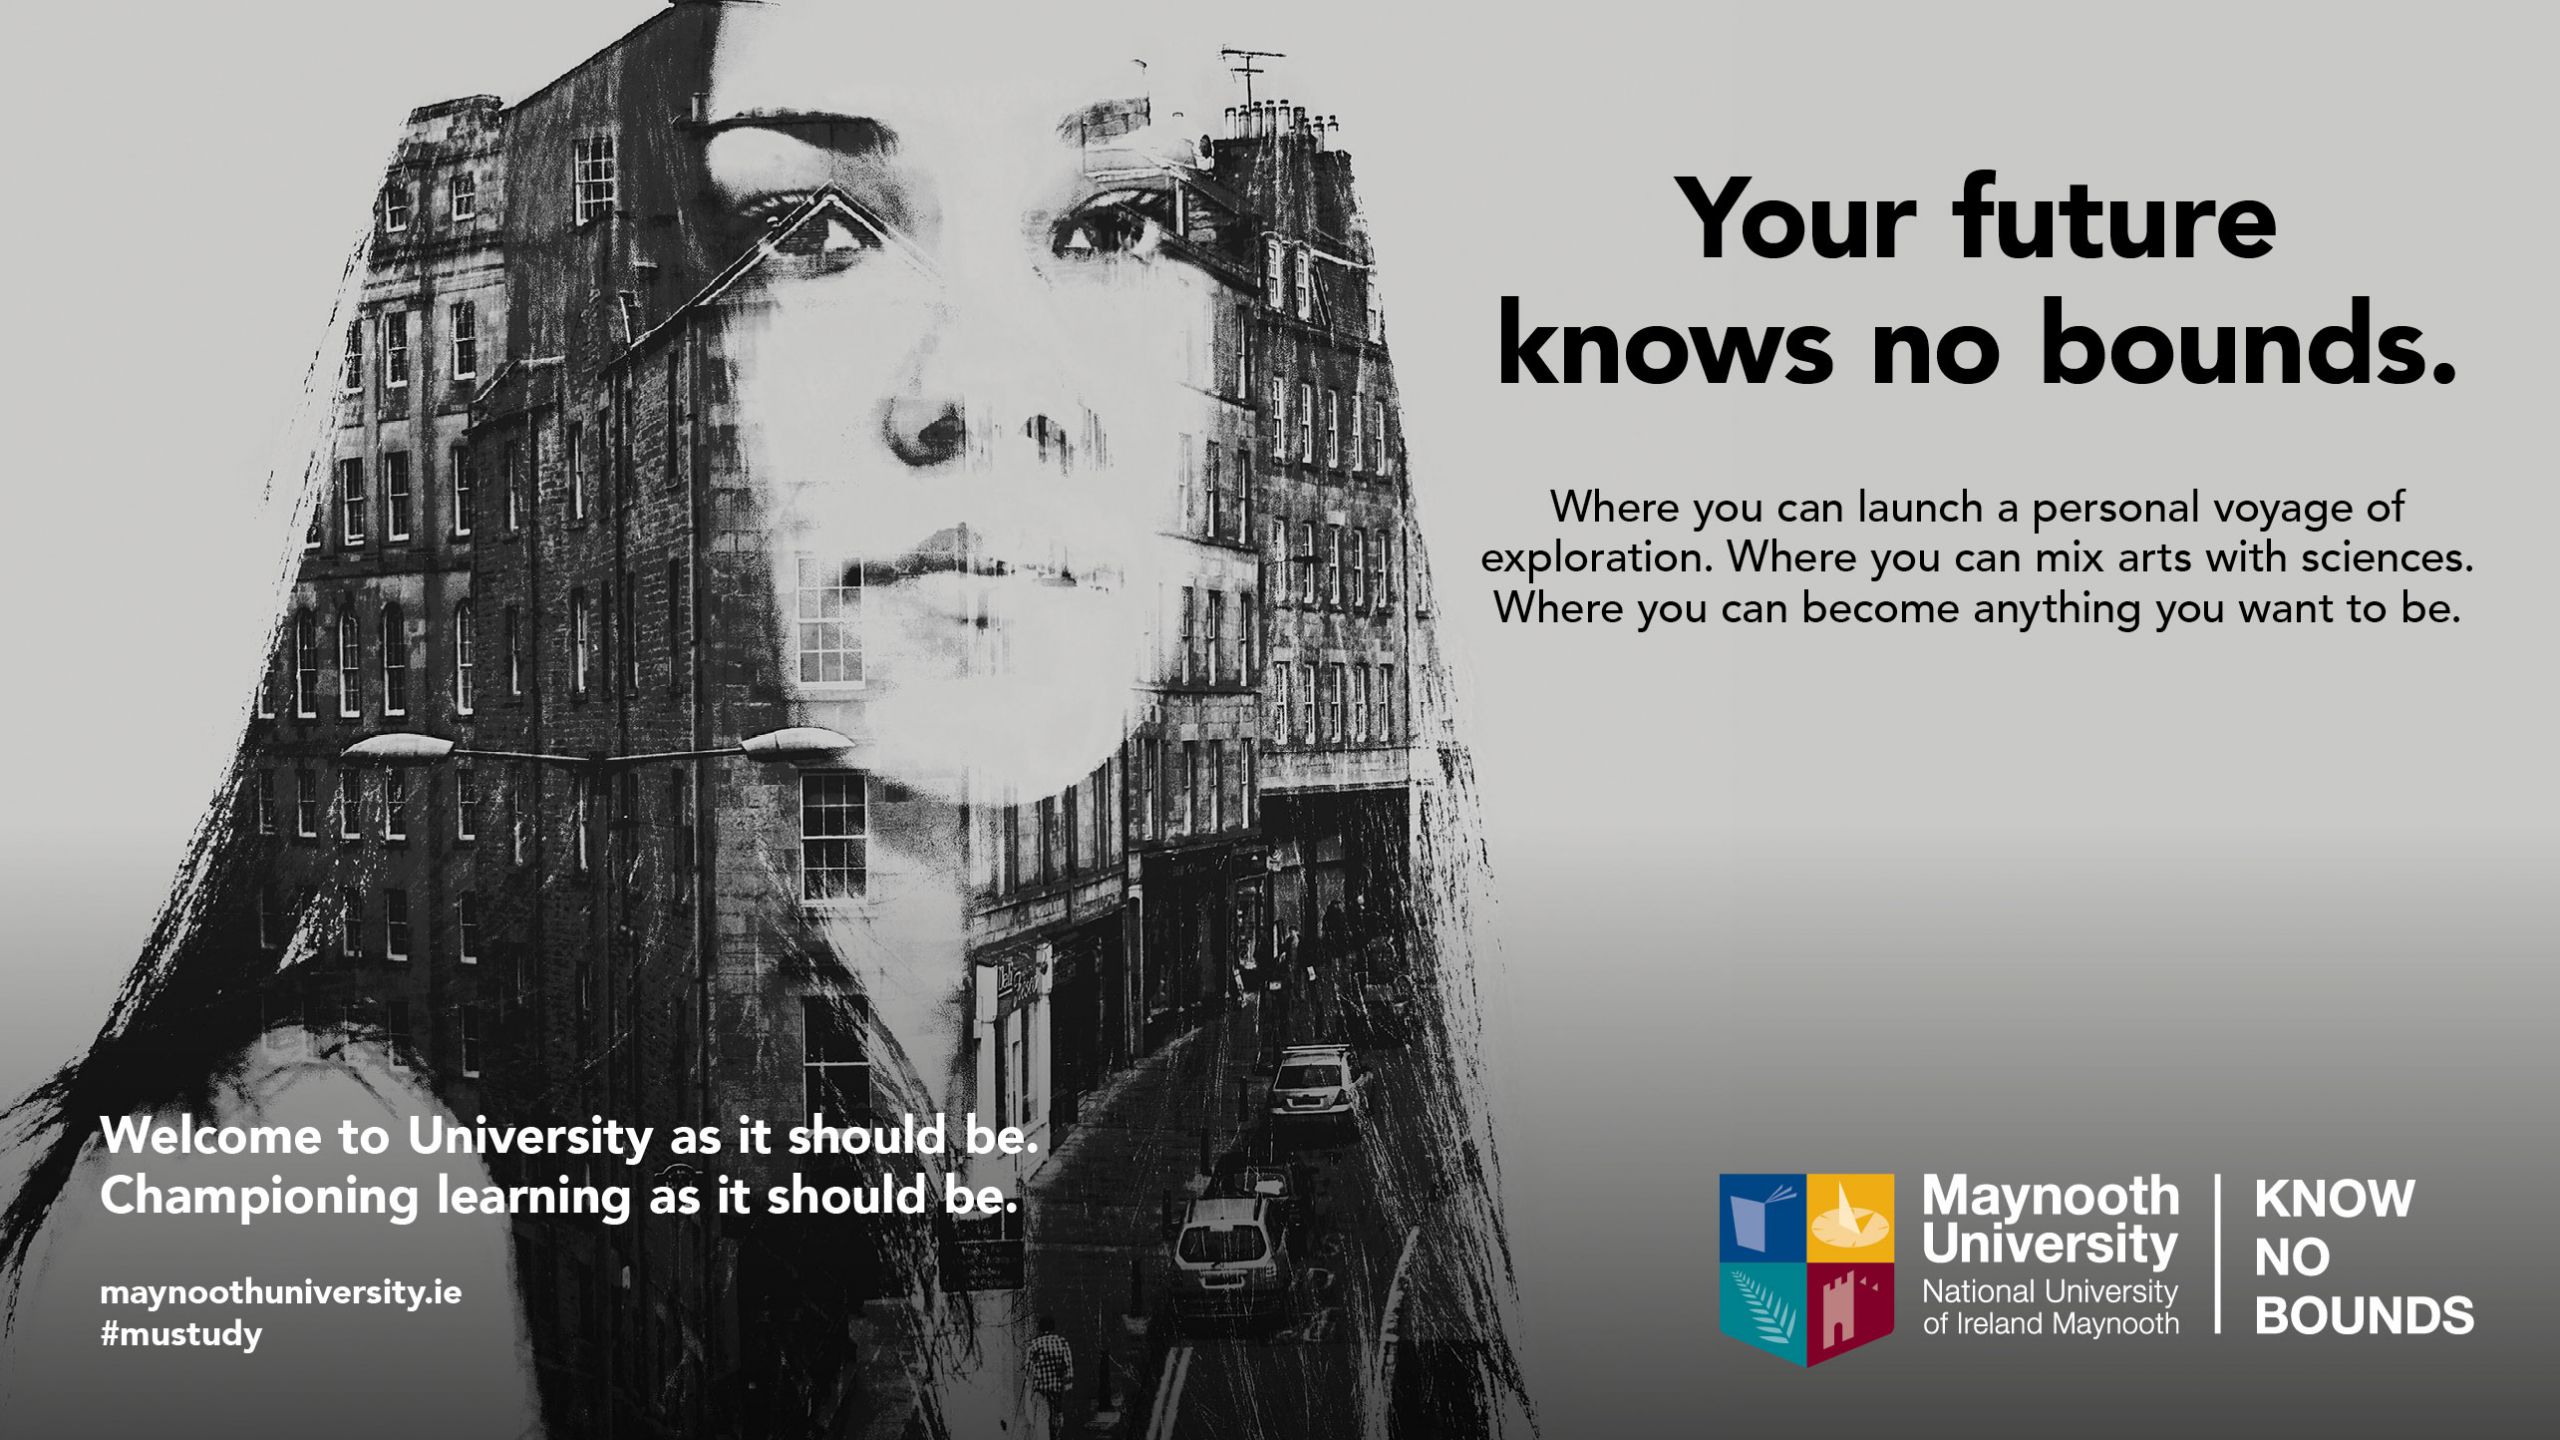 Your future
knows no bounds.
Where you can launch a personal voyage of
exploration. Where you can mix arts with sciences.
Where you can become anything you want to be.
Welcome to University as it should be.
Championing learning as it should be.
maynoothuniversity.ie
#mustudy
Maynooth
University
National University
of Ireland Maynooth
KNOW
NO
BOUNDS